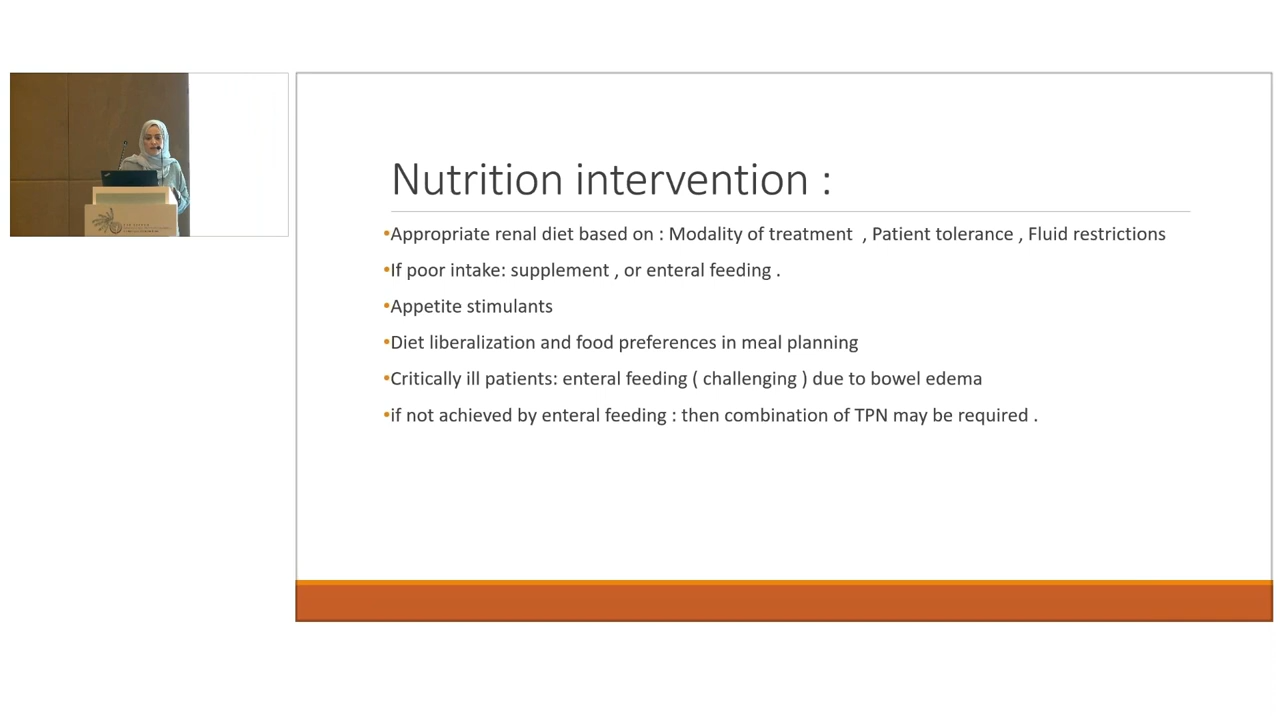 Nutrition intervention :
•Appropriate renal diet based on : Modality of treatment , Patient tolerance , Fluid restrictions
•If poor intake: supplement , or enteral feeding .
•Appetite stimulants
•Diet liberalization and food preferences in meal planning
•Critically ill patients: enteral feeding ( challenging ) due to bowel edema
•if not achieved by enteral feeding : then combination of TPN may be required .